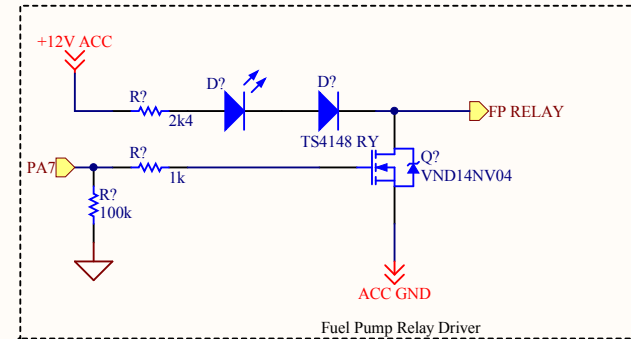 +12V ACC
R?
2k4
D?
D?
TS4148 RY
FP RELAY
PA7
R?
1k
R?
100k
Q?
VND14NV04
ACC GND
Fuel Pump Relay Driver